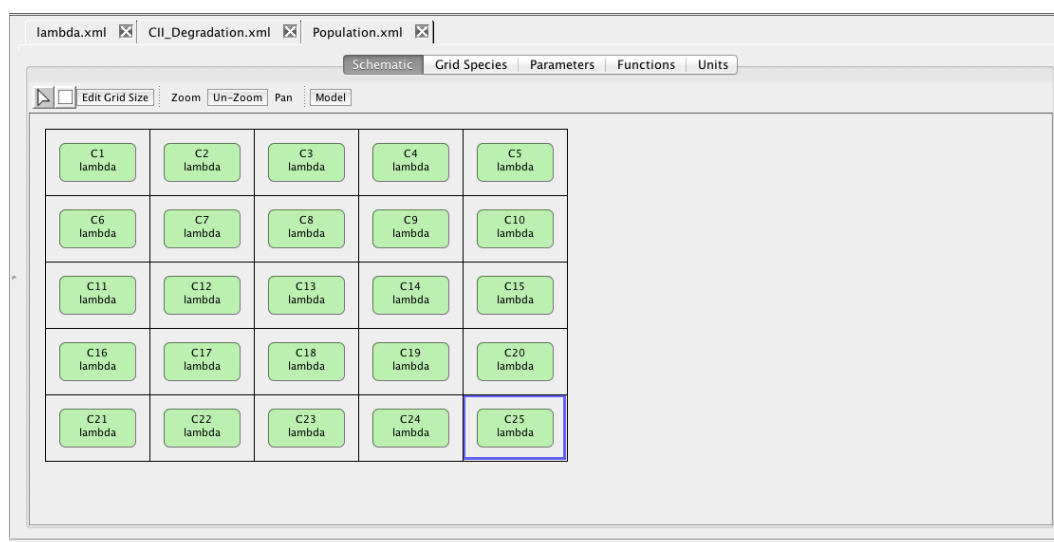 lambda.xml CII_Degradation.xml Population.xml
Schematic Grid Species Parameters Functions Units
Edit Grid Size Zoom Un-Zoom Pan Model
C1 C2 C3 C4 C5
lambda lambda lambda lambda lambda
C6 C7 C8 C9 C10
lambda lambda lambda lambda lambda
C11 C12 C13 C14 C15
lambda lambda lambda lambda lambda
C16 C17 C18 C19 C20
lambda lambda lambda lambda lambda
C21 C22 C23 C24 C25
lambda lambda lambda lambda lambda